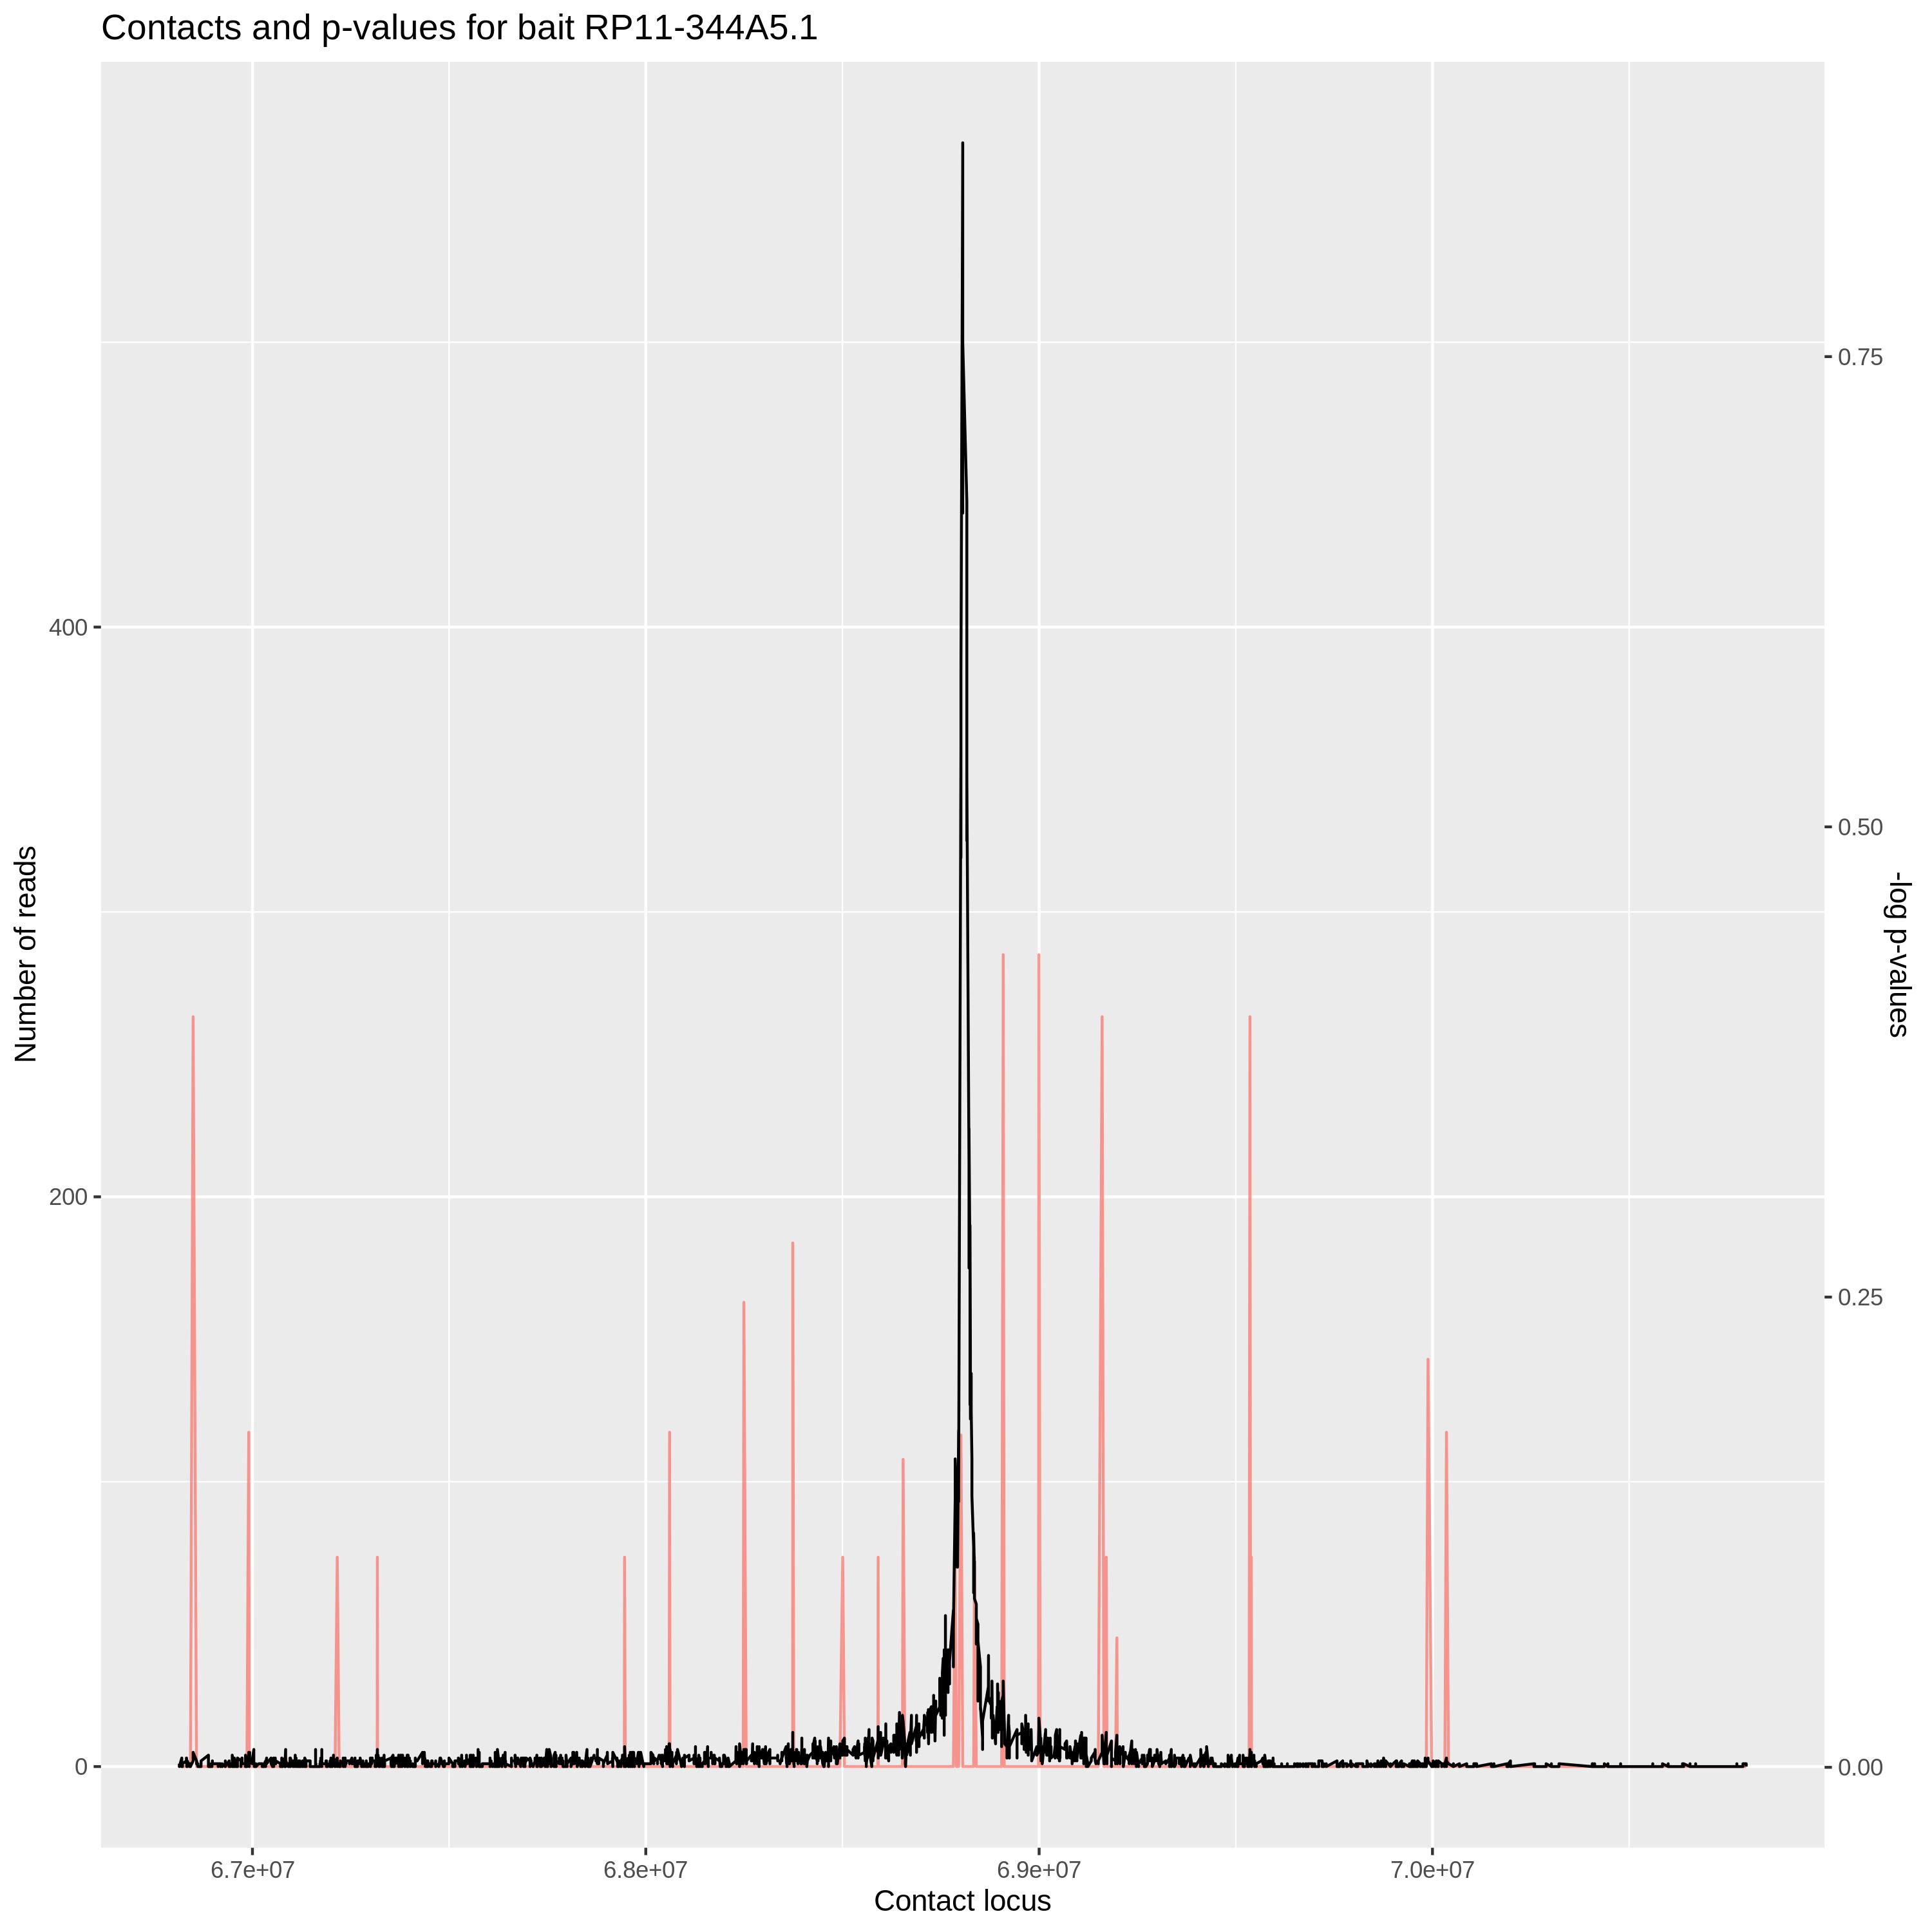 Contacts and p-values for bait RP11-344A5.1
Number of reads
400
200
0
0.75
0.50
0.25
0.00
-log p-values
6.7e+07
6.8e+07
6.9e+07
7.0e+07
Contact locus